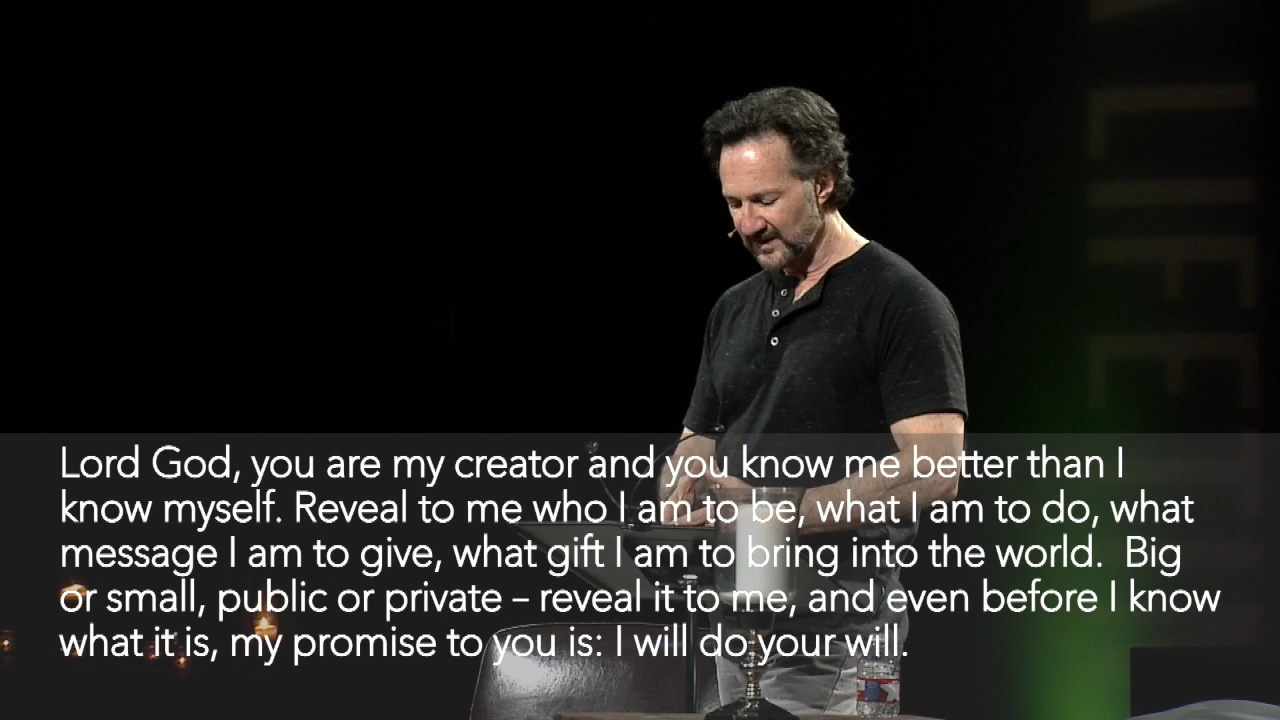 Lord God, you are my creator and you know me better than I
know myself. Reveal to me who I am to be, what I am to do, what
message I am to give, what gift I am to bring into the world.  Big
or small, public or private – reveal it to me, and even before I know
what it is, my promise to you is: I will do your will.